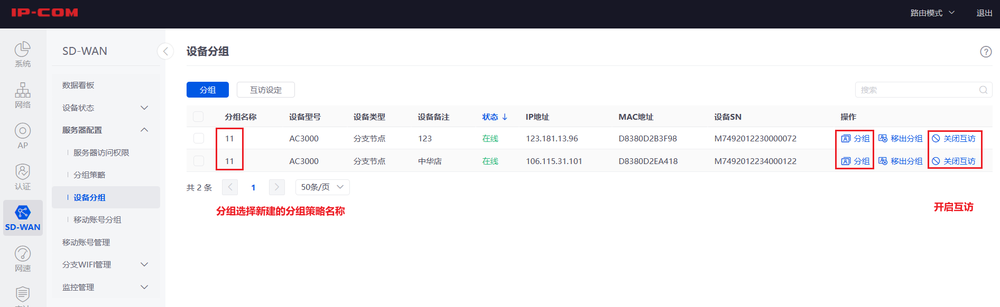 IP-COM
路由模式
退出
系统
网络
AP
认证
SD-WAN
网速
SD-WAN
数据看板
设备状态
服务器配置
服务器访问权限
分组策略
设备分组
移动账号分组
移动账号管理
分支WIFI管理
监控管理
设备分组
?
分组 互访设定
搜索
分组名称 设备型号 设备类型 设备备注 状态 ↓ IP地址 MAC地址 设备SN 操作
11 AC3000 分支节点 123 在线 123.181.13.96 D8380D2B3F98 M7492012230000072 分组 移出分组 关闭互访
11 AC3000 分支节点 中华店 在线 106.115.31.101 D8380D2EA418 M7492012234000122 分组 移出分组 关闭互访
共 2 条 < 1 > 50条/页
分组选择新建的分组策略名称
开启互访